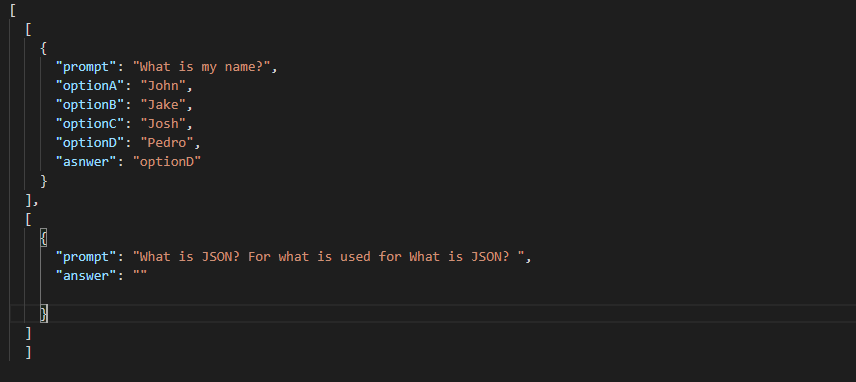 [
[
{
"prompt": "What is my name?",
"optionA": "John",
"optionB": "Jake",
"optionC": "Josh",
"optionD": "Pedro",
"asnwer": "optionD"
}
],
[
{
"prompt": "What is JSON? For what is used for What is JSON? ",
"answer": ""
}
]
]